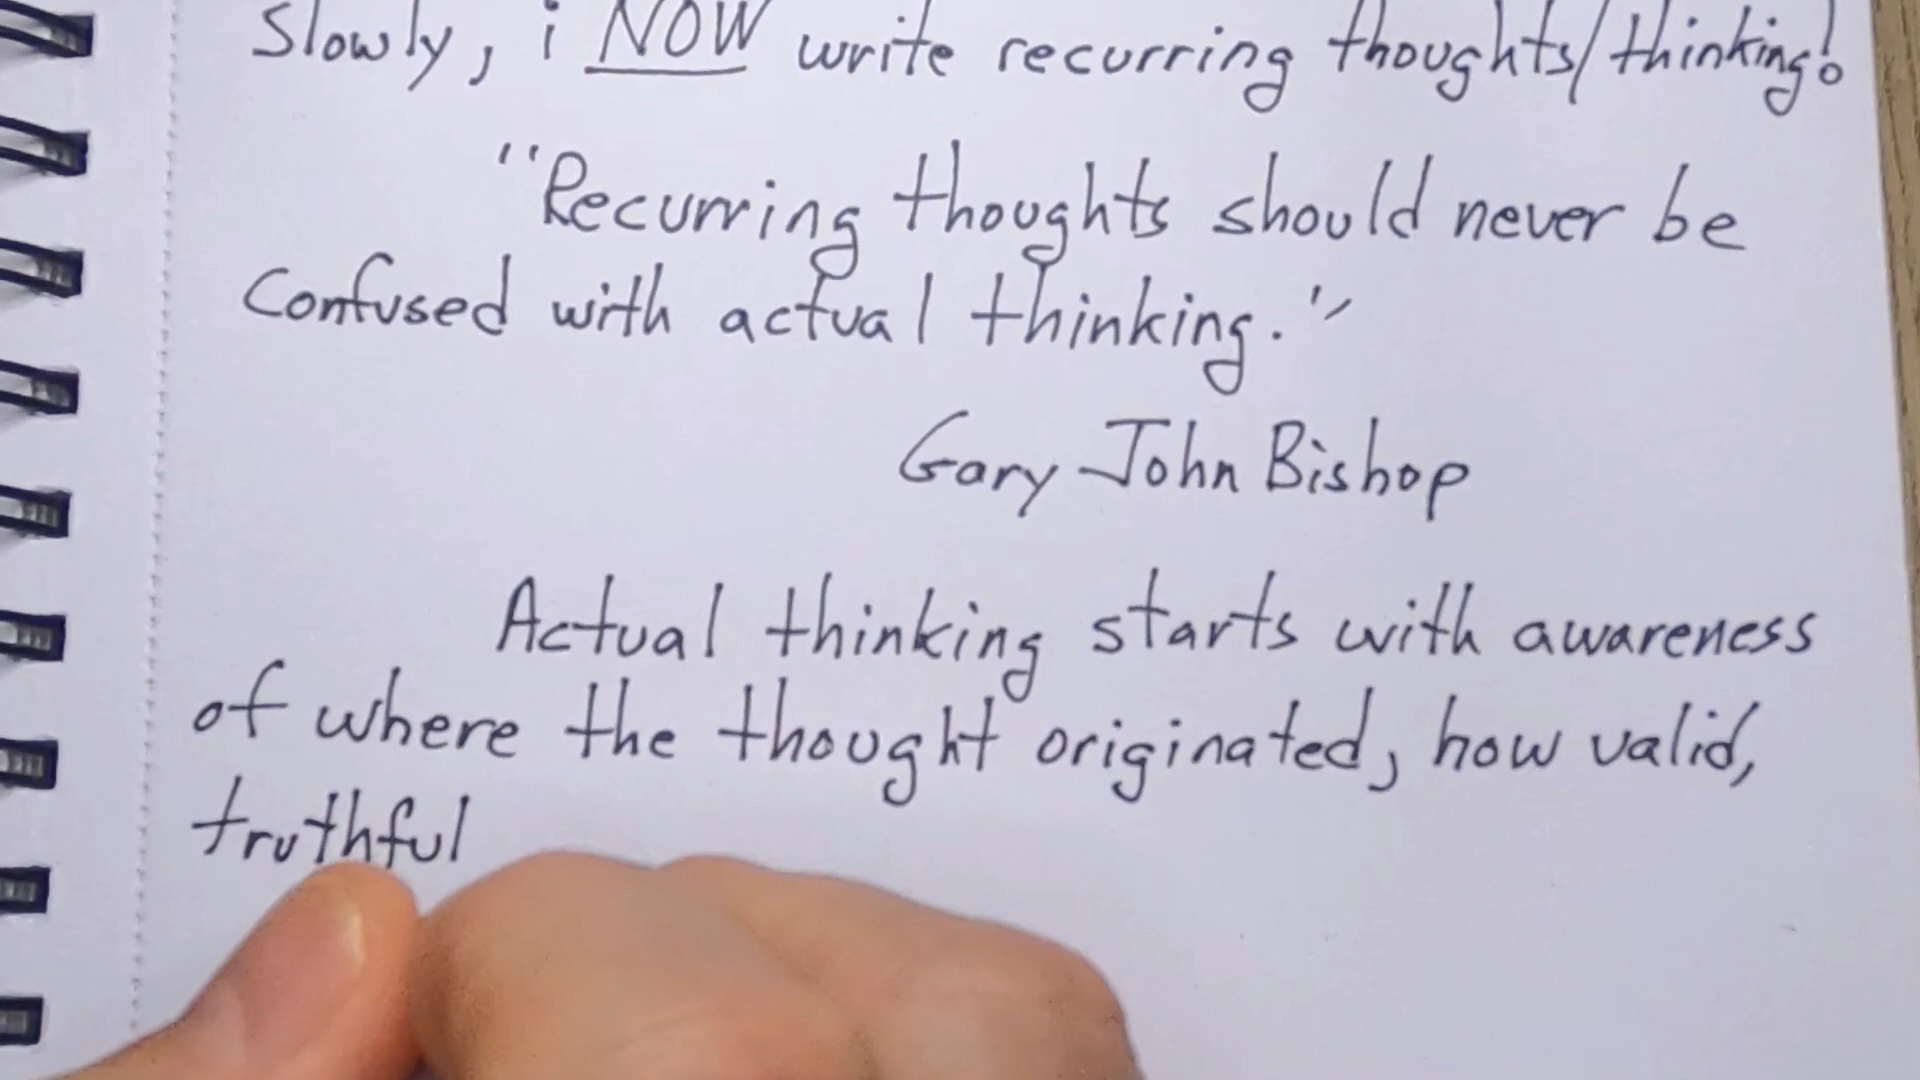 Slowly, i NOW write recurring thoughts/thinking!
"Recurring thoughts should never be
Confused with actual thinking."
Gary John Bishop
Actual thinking starts with awareness
of where the thought originated, how valid,
truthful